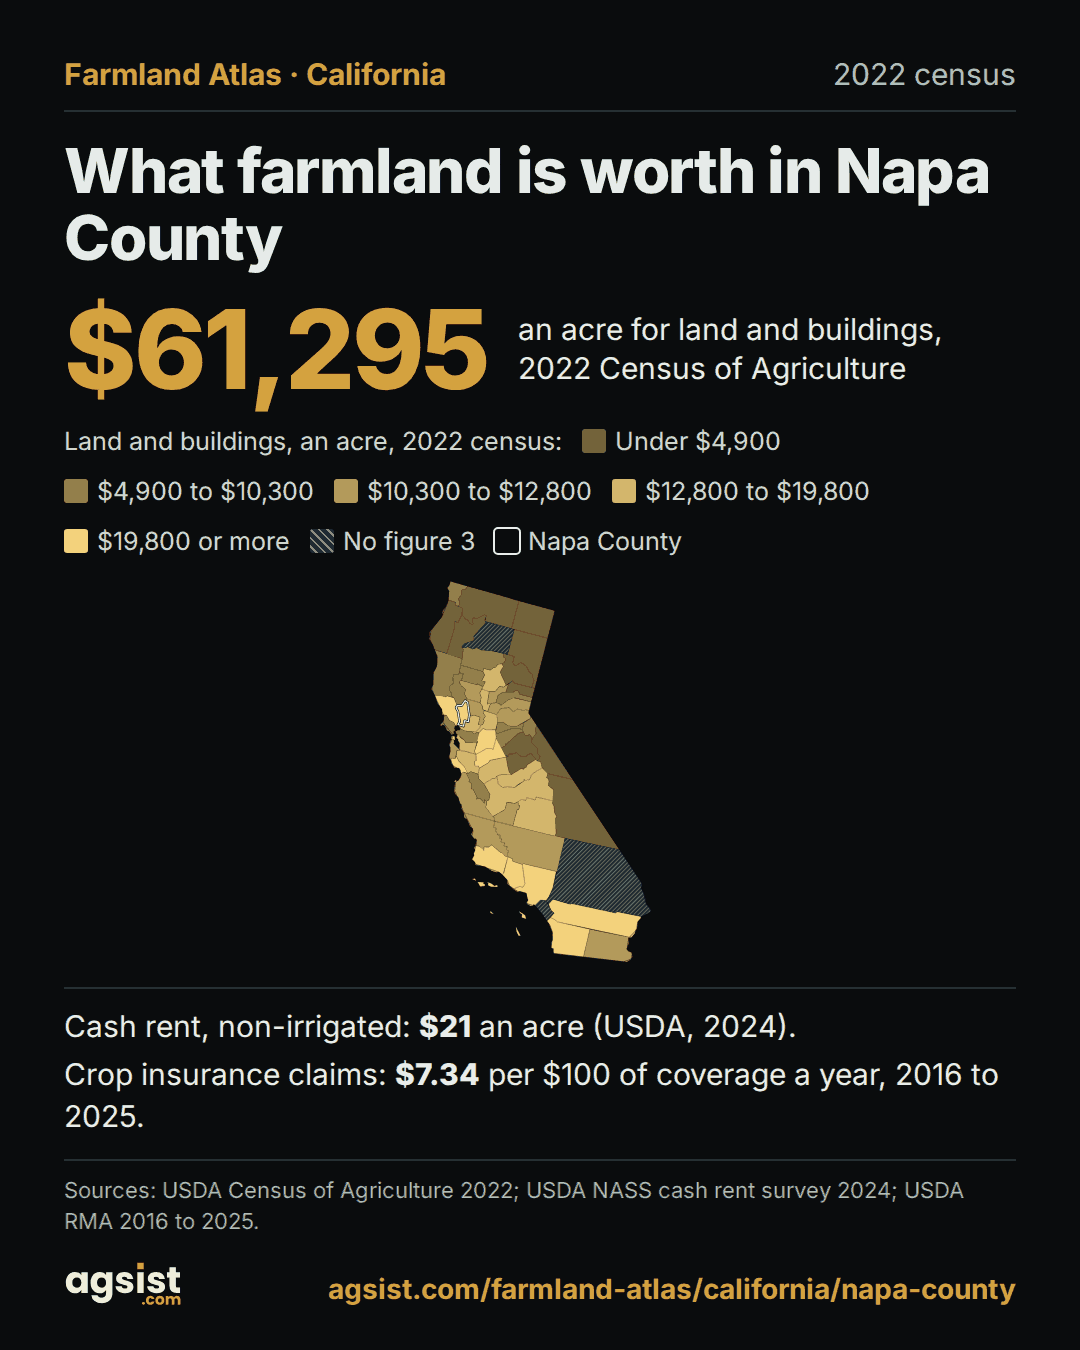 Farmland Atlas · California
2022 census
What farmland is worth in Napa
County
$61,295
an acre for land and buildings,
2022 Census of Agriculture
Land and buildings, an acre, 2022 census: Under $4,900
$4,900 to $10,300 $10,300 to $12,800 $12,800 to $19,800
$19,800 or more No figure 3 Napa County
Cash rent, non-irrigated: $21 an acre (USDA, 2024).
Crop insurance claims: $7.34 per $100 of coverage a year, 2016 to
2025.
Sources: USDA Census of Agriculture 2022; USDA NASS cash rent survey 2024; USDA
RMA 2016 to 2025.
agsist
.com
agsist.com/farmland-atlas/california/napa-county